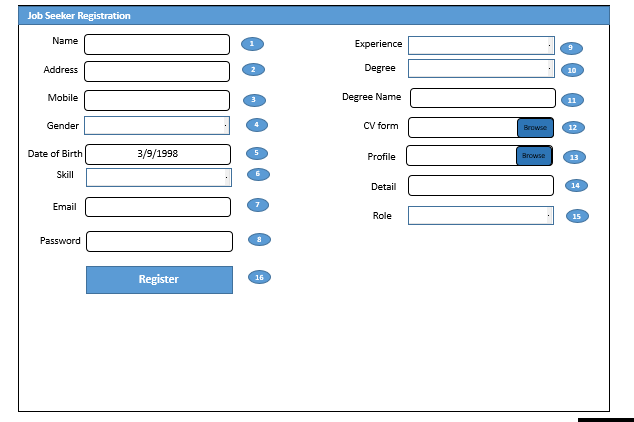 Job Seeker Registration
Name 1
Address 2
Mobile 3
Gender 4
Date of Birth 3/9/1998 5
Skill 6
Email 7
Password 8
Register 16
Experience 9
Degree 10
Degree Name 11
CV form Browse 12
Profile Browse 13
Detail 14
Role 15